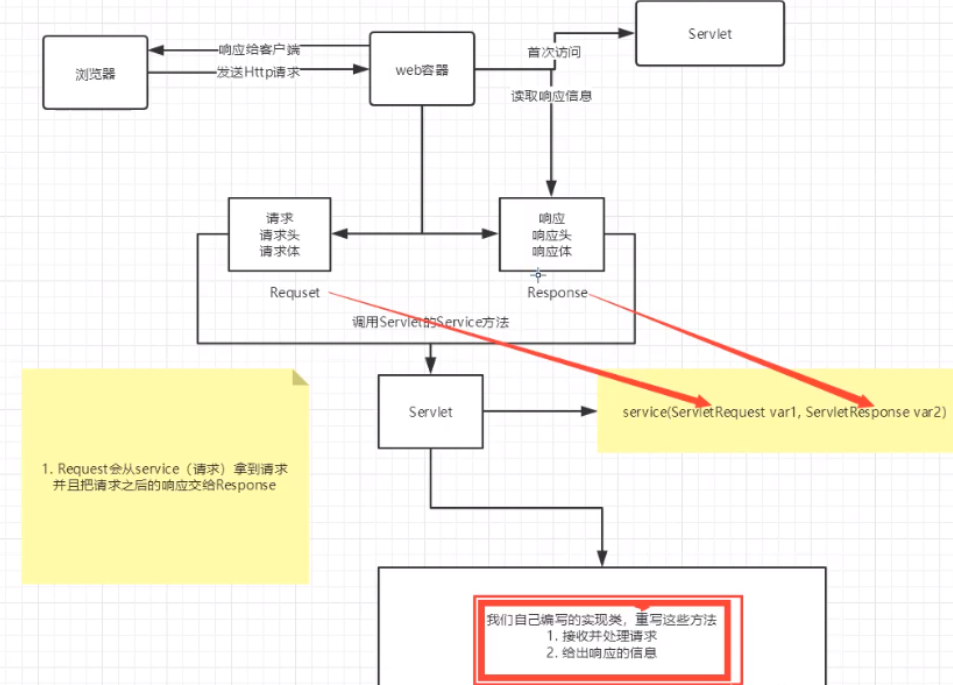 Servlet
首次访问
响应给客户端
浏览器
发送Http请求
web容器
读取响应信息
请求
请求头
请求体
响应
响应头
响应体
Requset
Response
调用Servlet的Service方法
Servlet
service(ServletRequest var1, ServletResponse var2)
1. Request会从service（请求）拿到请求
并且把请求之后的响应交给Response
我们自己编写的实现类，重写这些方法
1. 接收并处理请求
2. 给出响应的信息